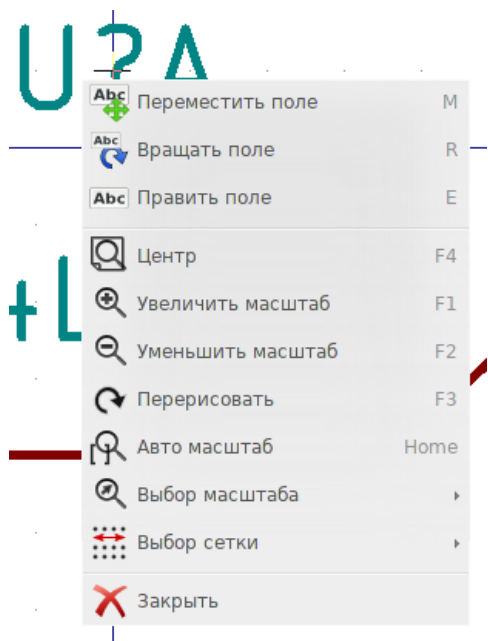 U?A
Abc Переместить поле M
Abc Вращать поле R
Abc Править поле E
Центр F4
+
Увеличить масштаб F1
Уменьшить масштаб F2
Перерисовать F3
Авто масштаб Home
Выбор масштаба
Выбор сетки
Закрыть